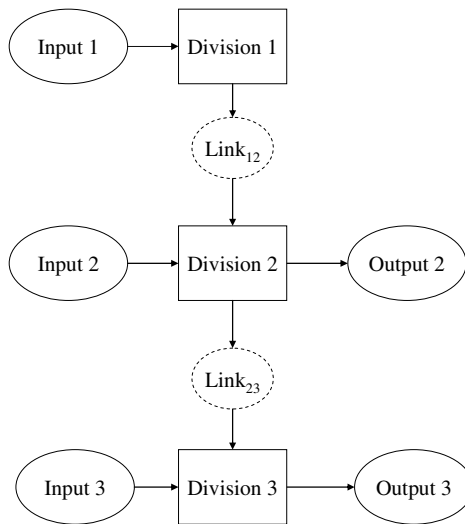 Input 1 Division 1
Link₁₂
Input 2 Division 2 Output 2
Link₂₃
Input 3 Division 3 Output 3